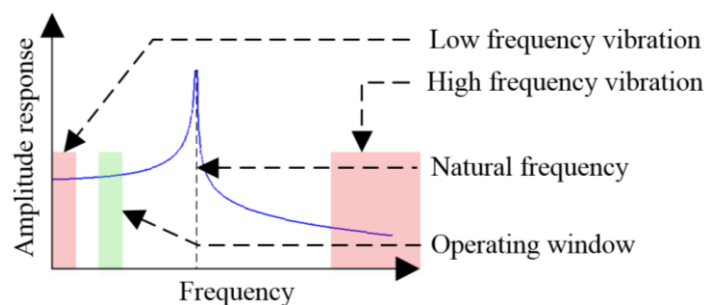 Low frequency vibration
High frequency vibration
Natural frequency
Operating window
Amplitude response
Frequency